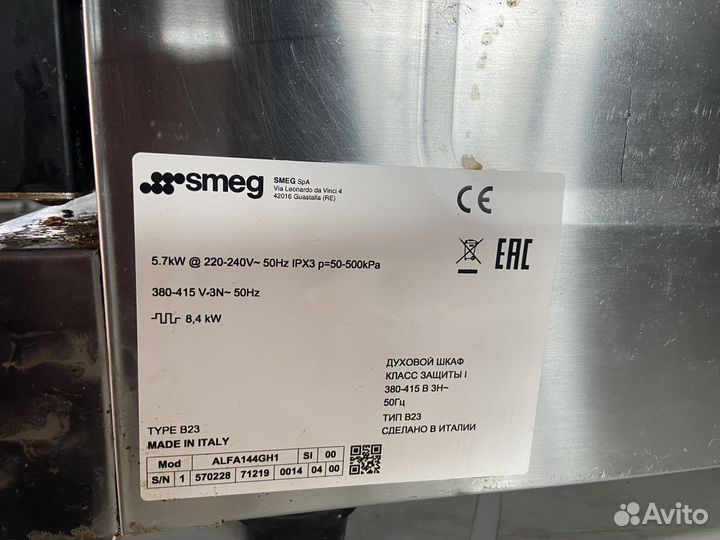 smeg
SMEG SpA
Via Leonardo da Vinci 4
42016 Guastalla (RE)
CE
EAC
5.7kW @ 220-240V~ 50Hz IPX3 p=50-500kPa
380-415 V-3N~ 50Hz
8,4 kW
ДУХОВОЙ ШКАФ
КЛАСС ЗАЩИТЫ I
380-415 В 3Н~
50Гц
ТИП B23
СДЕЛАНО В ИТАЛИИ
TYPE B23
MADE IN ITALY
Mod ALFA144GH1 SI 00
S/N 1 570228 71219 0014 04 00
Avito